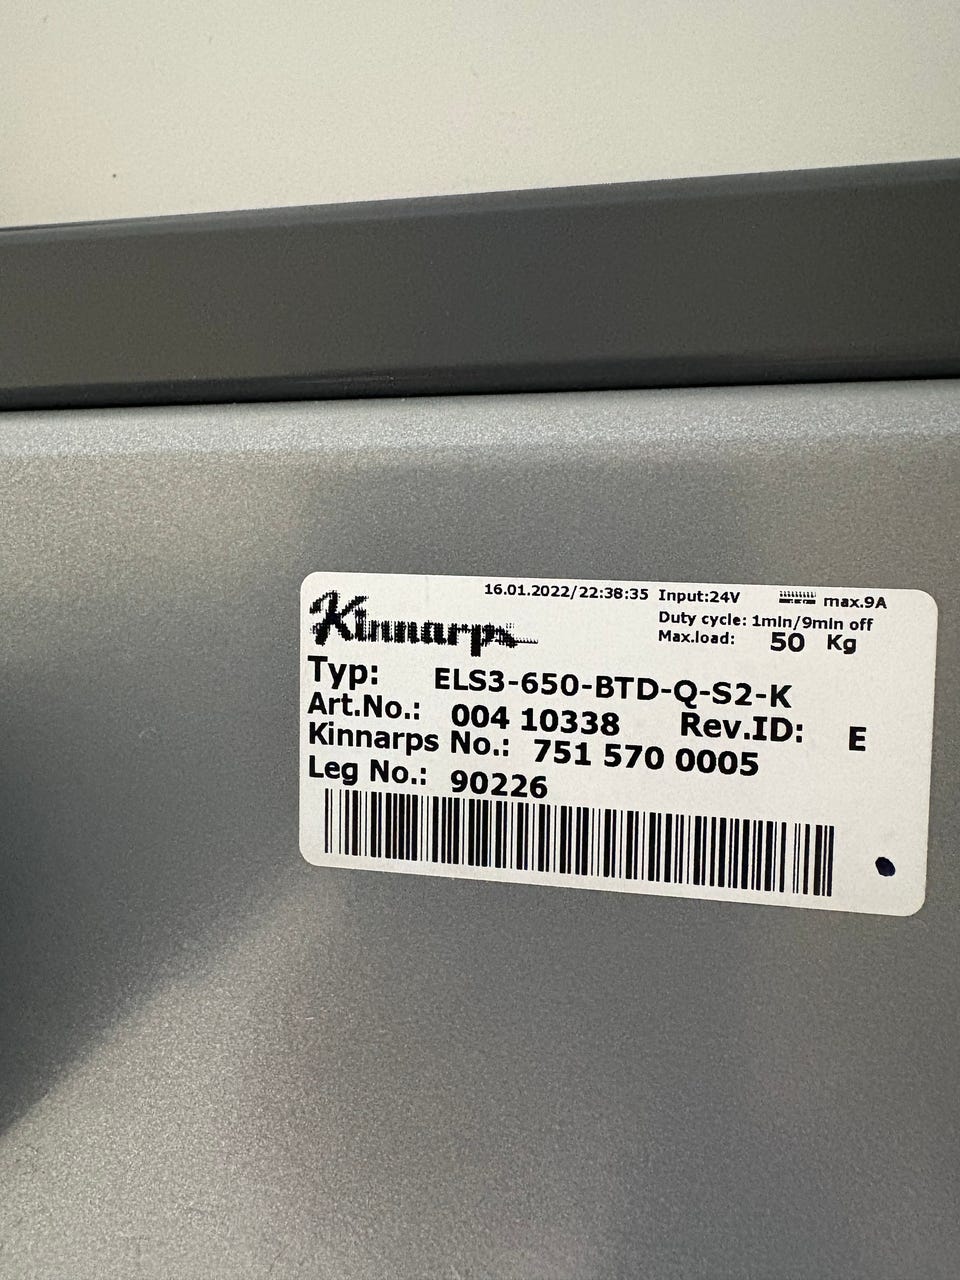 Kinnarps
16.01.2022/22:38:35 Input:24V max.9A
Duty cycle: 1min/9min off
Max.load: 50 Kg
Typ: ELS3-650-BTD-Q-S2-K
Art.No.: 004 10338 Rev.ID: E
Kinnarps No.: 751 570 0005
Leg No.: 90226